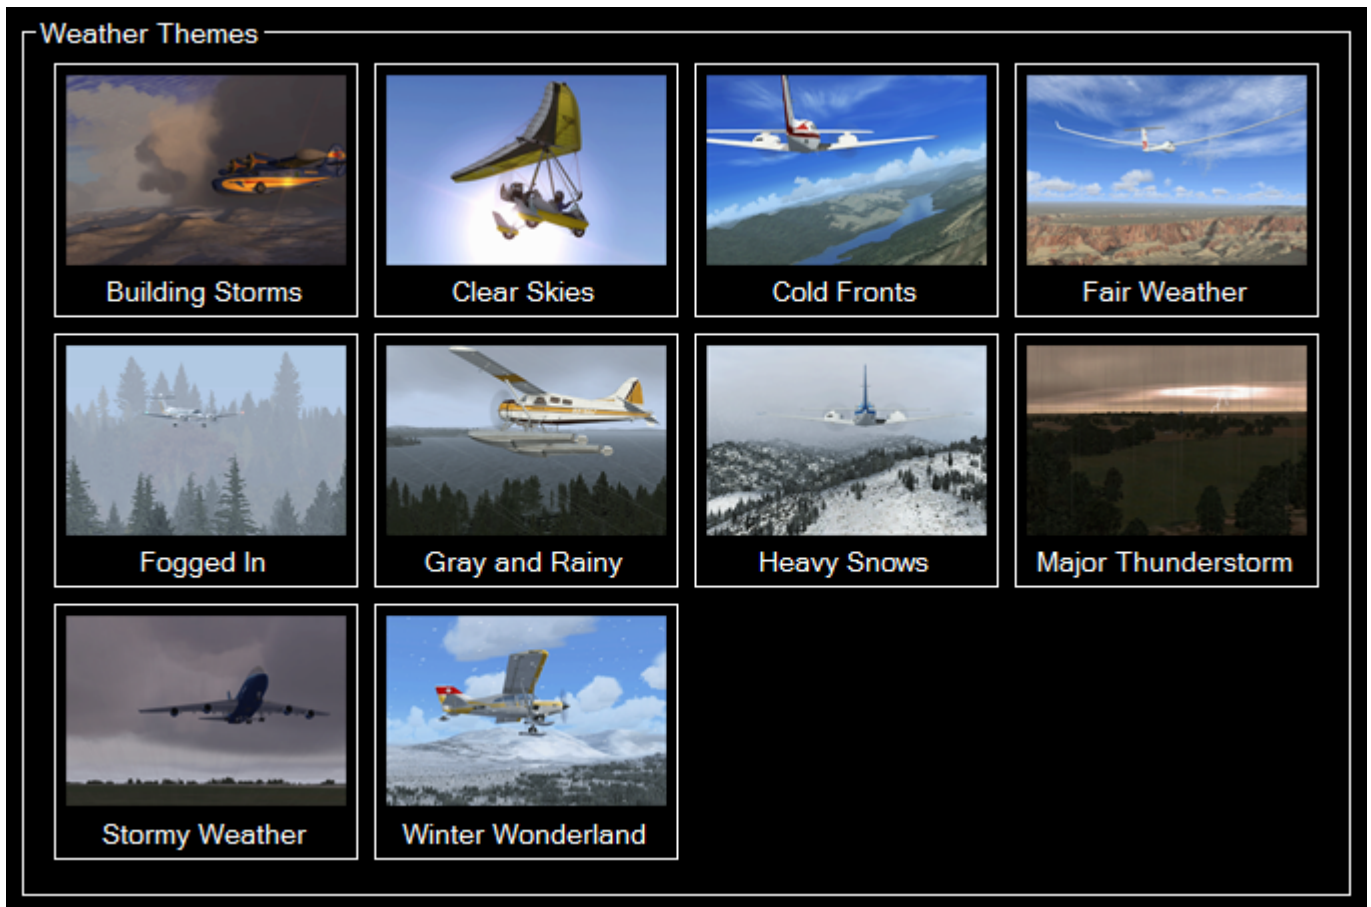 Weather Themes
Building Storms
Clear Skies
Cold Fronts
Fair Weather
Fogged In
Gray and Rainy
Heavy Snows
Major Thunderstorm
Stormy Weather
Winter Wonderland